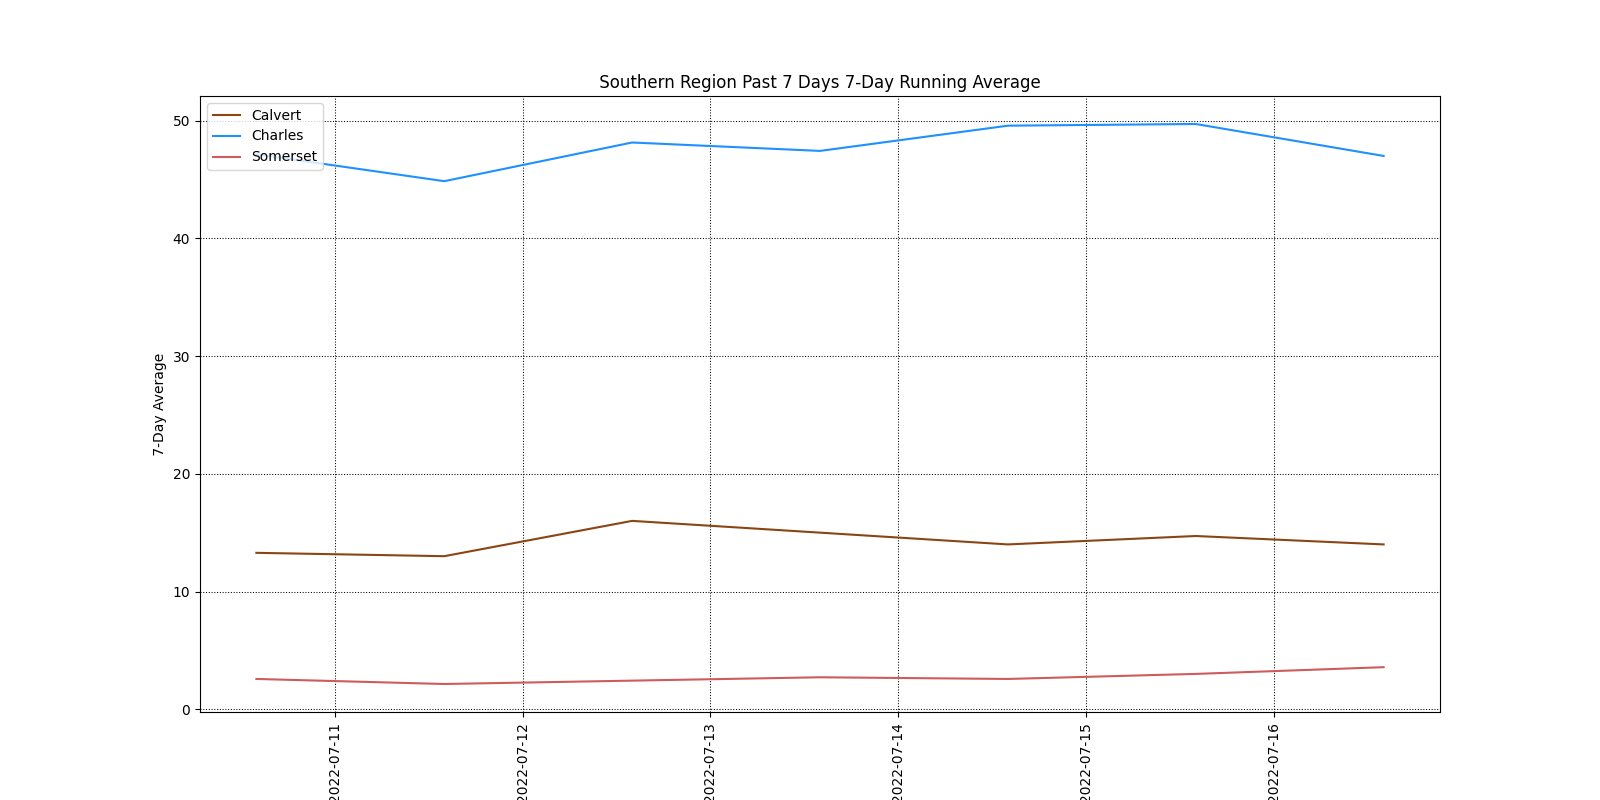 Southern Region Past 7 Days 7-Day Running Average
Calvert
Charles
Somerset
7-Day Average
50
40
30
20
10
0
2022-07-11
2022-07-12
2022-07-13
2022-07-14
2022-07-15
2022-07-16